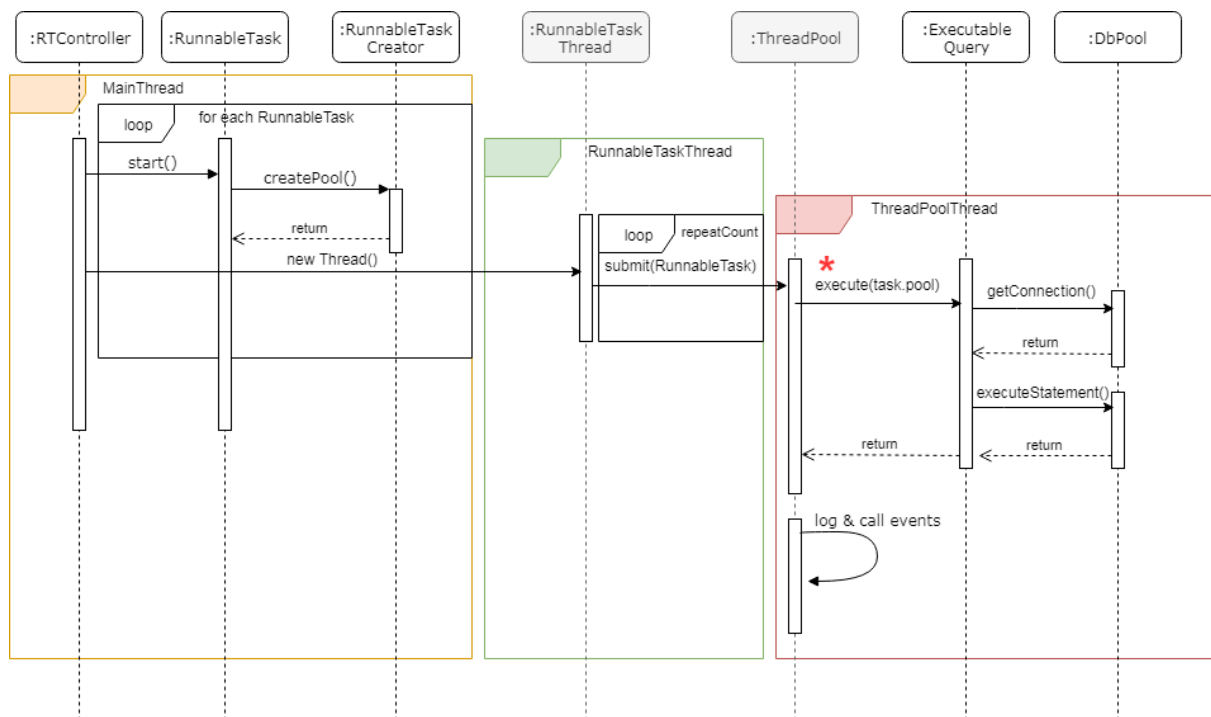 :RTController
:RunnableTask
:RunnableTask
Creator
:RunnableTask
Thread
:ThreadPool
:Executable
Query
:DbPool
MainThread
loop
for each RunnableTask
start()
createPool()
return
new Thread()
RunnableTaskThread
loop
repeatCount
submit(RunnableTask)
ThreadPoolThread
*
execute(task.pool)
getConnection()
return
executeStatement()
return
return
log & call events